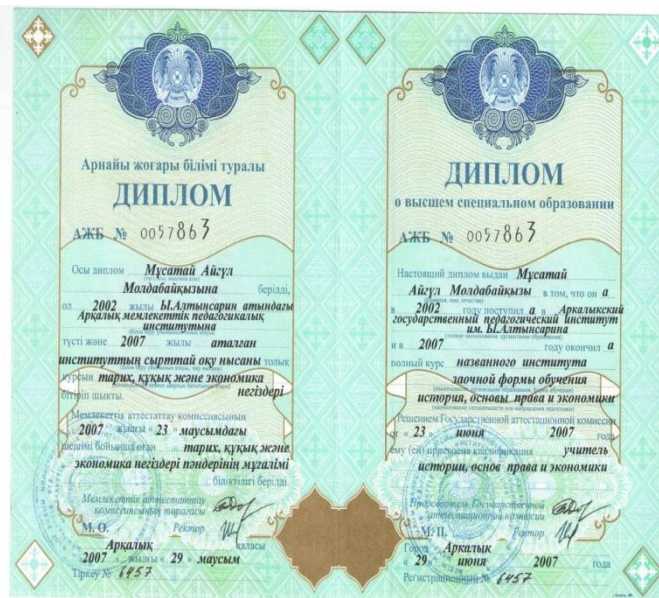 Арнайы жоғары білімі туралы
ДИПЛОМ
АЖБ № 0057863
Осы диплом Мұсатай Айгүл
Молдабайқызына берілді,
ол 2002 жылы Ы.Алтынсарин атындағы
Арқалық мемлекеттік педагогикалық
институтына
түсті және 2007 жылы аталған
институттың сырттай оқу нысаны толық
курсын тарих, құқық және экономика
негіздері
бітіріп шықты.
Мемлекеттік аттестаттау комиссиясының
2007 жылғы « 23 » маусымдағы
шешімі бойынша оған тарих, құқық және
экономика негіздері пәндерінің мұғалімі
біліктілігі берілді.
Мемлекеттік аттестаттау
комиссиясының төрағасы
М. О. Ректор
Арқалық қаласы
2007 жылғы « 29 » маусым
Тіркеу № 6457
ДИПЛОМ
о высшем специальном образовании
АЖБ № 0057863
Настоящий диплом выдан Мұсатай
Айгүл Молдабайқызы в том, что он а
в 2002 году поступил а в Аркалыкский
государственный педагогический институт
им. Ы.Алтынсарина
и в 2007 году окончил а
полный курс названного института
заочной формы обучения
история, основы права и экономики
Решением Государственной аттестационной комиссии
от « 23 » июня 2007 года
ему (ей) присвоена квалификация учитель
истории, основ права и экономики
Председатель Государственной
аттестационной комиссии
М. П. Ректор
Город Аркалык
« 29 » июня 2007 года
Регистрационный № 6457